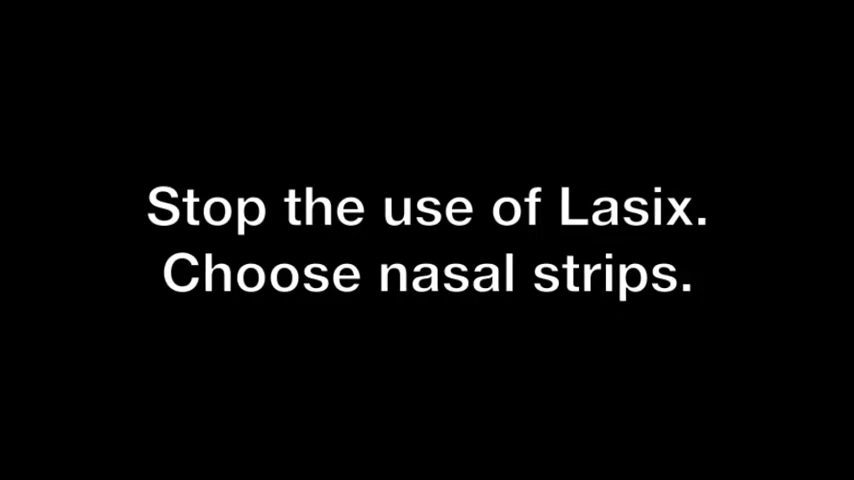 Stop the use of Lasix.
Choose nasal strips.